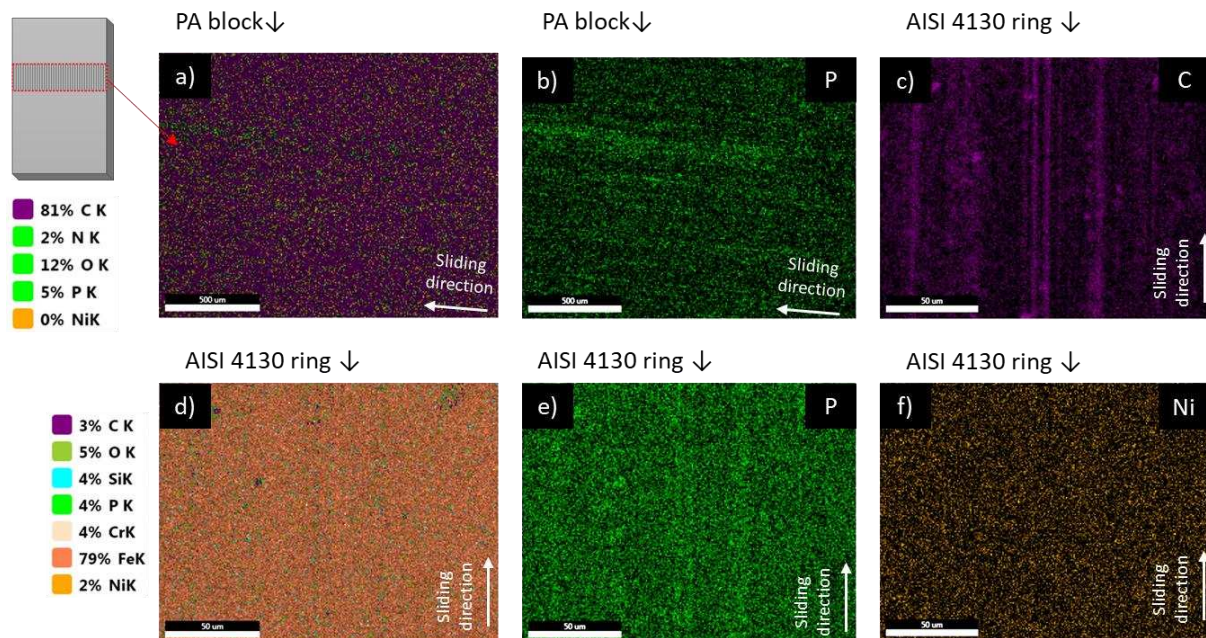 PA block↓
PA block↓
AISI 4130 ring ↓
a)
b)
P
c)
C
81% C K
2% N K
12% O K
5% P K
0% NiK
500 um
Sliding
direction
500 um
Sliding
direction
50 um
Sliding
direction
AISI 4130 ring ↓
AISI 4130 ring ↓
AISI 4130 ring ↓
d)
e)
P
f)
Ni
3% C K
5% O K
4% SiK
4% P K
4% CrK
79% FeK
2% NiK
50 um
Sliding
direction
50 um
Sliding
direction
50 um
Sliding
direction